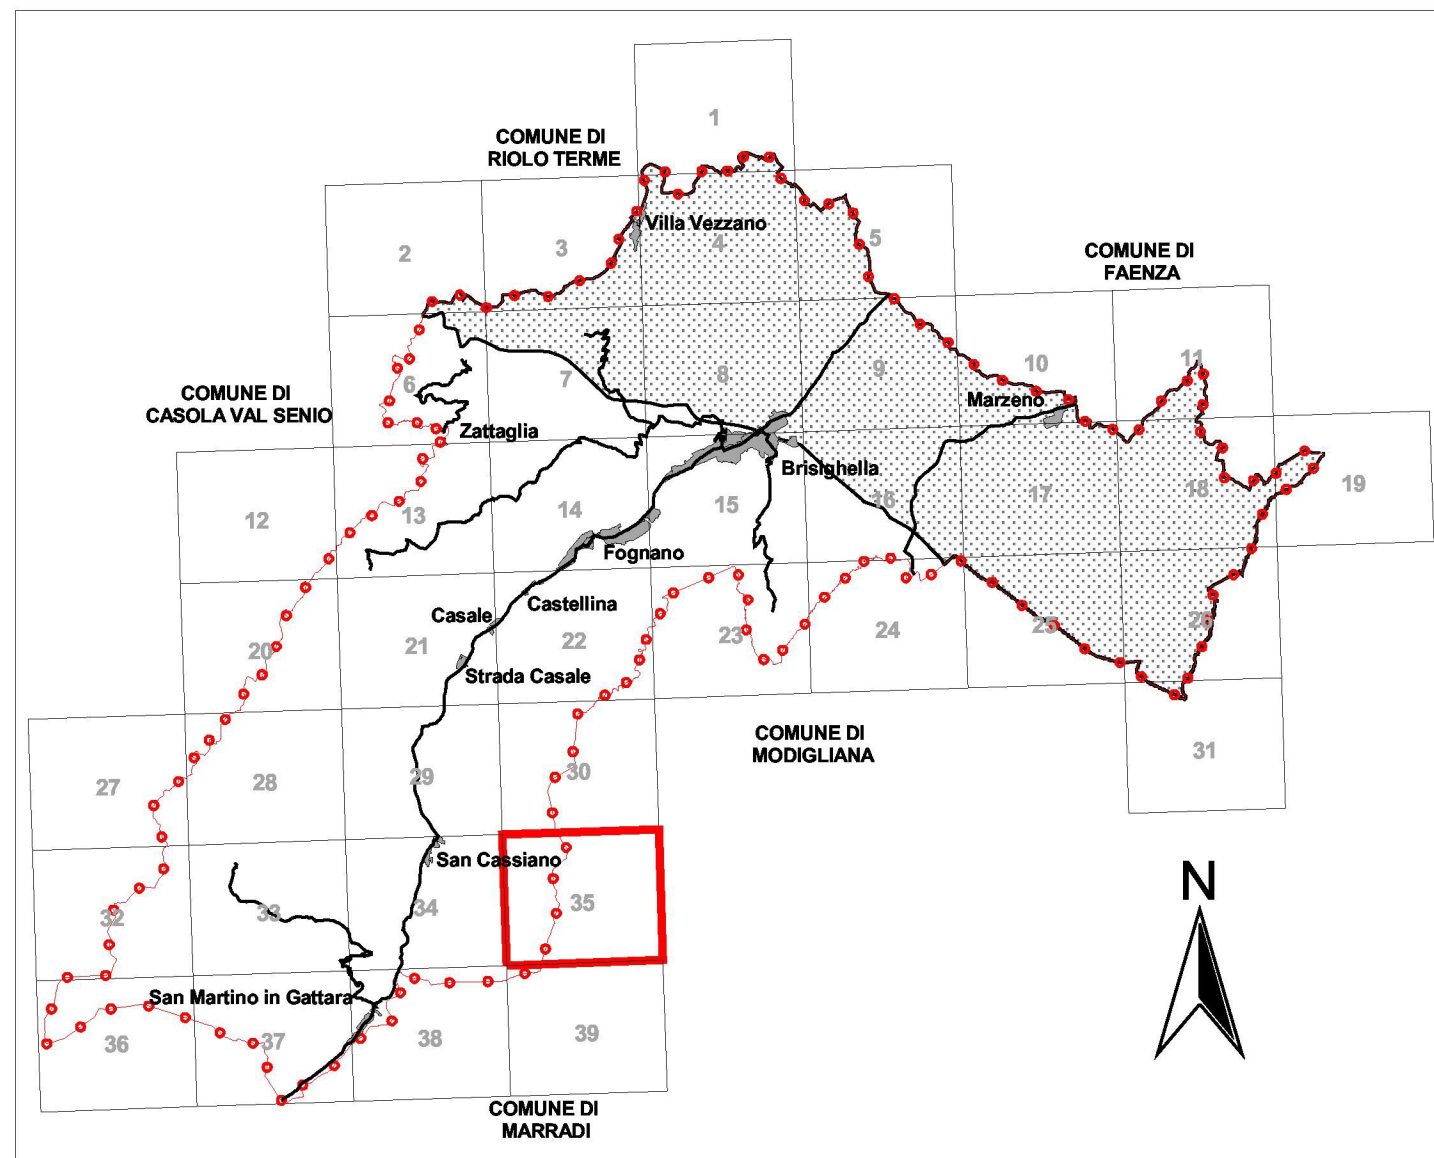 1
COMUNE DI
RIOLO TERME
Villa Vezzano
2
3
4
5
COMUNE DI
FAENZA
COMUNE DI
CASOLA VAL SENIO
6
7
8
9
10
11
Marzeno
Zattaglia
Brisighella
12
13
14
15
16
17
18
19
Fognano
Castellina
Casale
20
21
22
23
24
25
26
Strada Casale
COMUNE DI
MODIGLIANA
27
28
29
30
31
San Cassiano
32
33
34
35
N
San Martino in Gattara
36
37
38
39
COMUNE DI
MARRADI